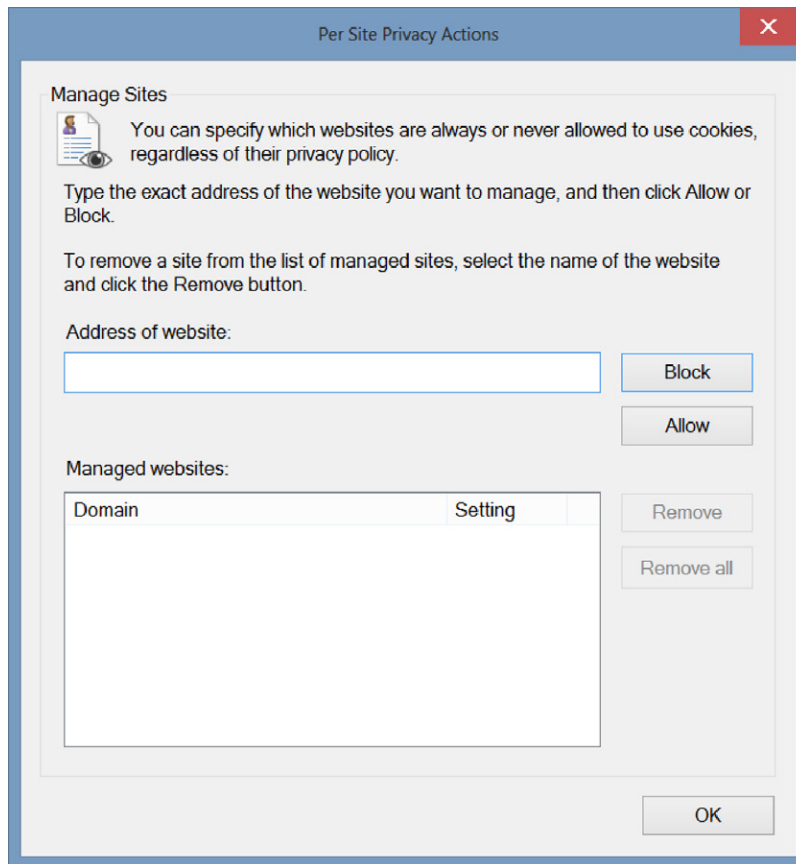 Per Site Privacy Actions
Manage Sites
You can specify which websites are always or never allowed to use cookies,
regardless of their privacy policy.
Type the exact address of the website you want to manage, and then click Allow or
Block.
To remove a site from the list of managed sites, select the name of the website
and click the Remove button.
Address of website:
Block
Allow
Managed websites:
Domain Setting
Remove
Remove all
OK